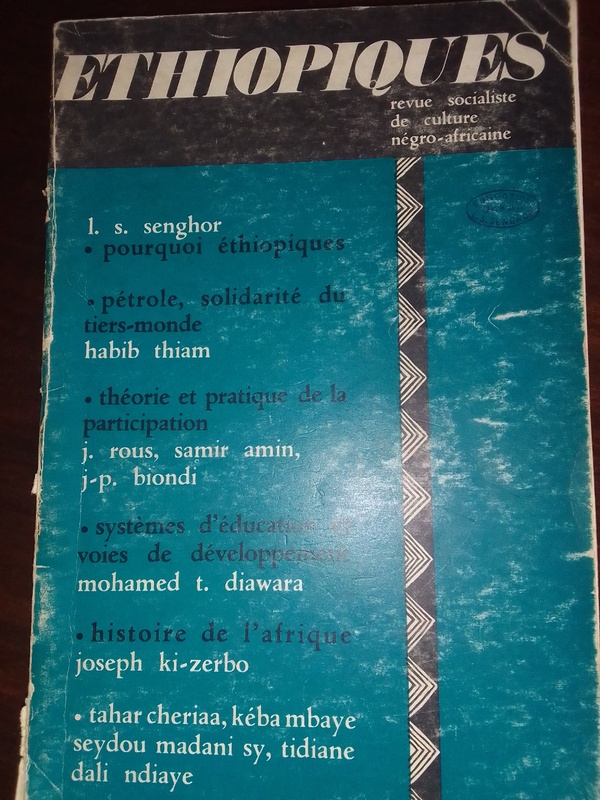 ETHIOPIQUES
revue socialiste
de culture
négro-africaine
l. s. senghor
• pourquoi éthiopiques
• pétrole, solidarité du
tiers-monde
habib thiam
• théorie et pratique de la
participation
j. rous, samir amin,
j-p. biondi
• systèmes d'éducation et
voies de développement
mohamed t. diawara
• histoire de l'afrique
joseph ki-zerbo
• tahar cheriaa, kéba mbaye
seydou madani sy, tidiane
dali ndiaye